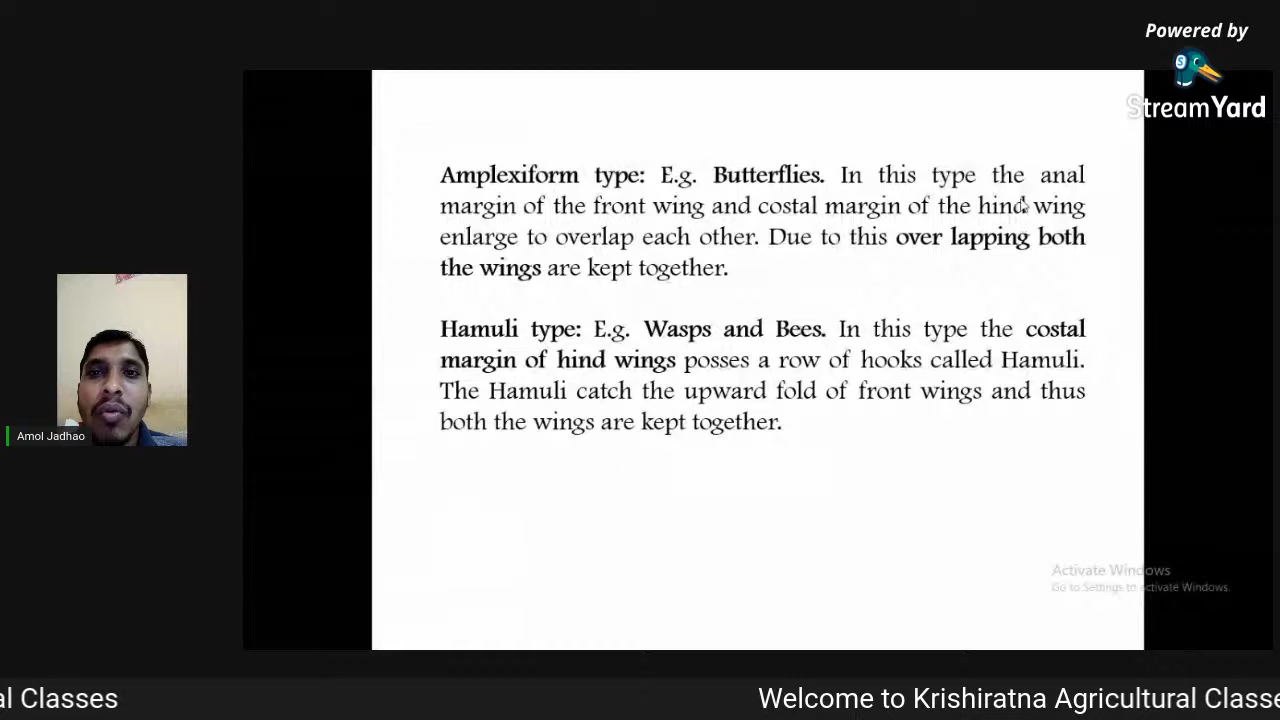 Powered by
StreamYard
Amplexiform type: E.g. Butterflies. In this type the anal
margin of the front wing and costal margin of the hind wing
enlarge to overlap each other. Due to this over lapping both
the wings are kept together.
Hamuli type: E.g. Wasps and Bees. In this type the costal
margin of hind wings posses a row of hooks called Hamuli.
The Hamuli catch the upward fold of front wings and thus
both the wings are kept together.
Amol Jadhao
Activate Windows
Go to Settings to activate Windows.
al Classes
Welcome to Krishiratna Agricultural Classe